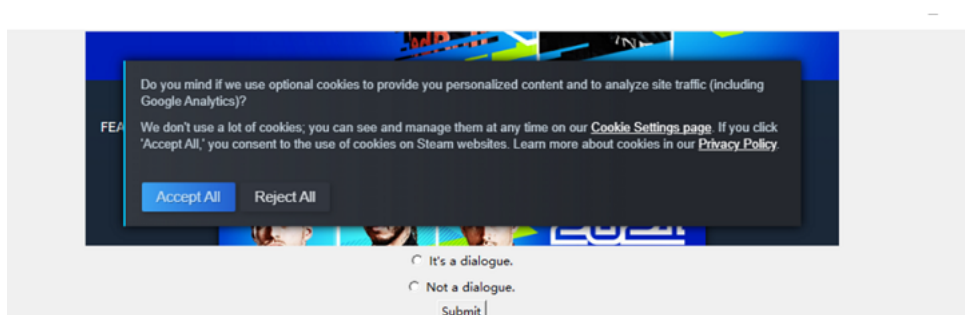 Do you mind if we use optional cookies to provide you personalized content and to analyze site traffic (including
Google Analytics)?
FEA
We don't use a lot of cookies; you can see and manage them at any time on our Cookie Settings page. If you click
'Accept All,' you consent to the use of cookies on Steam websites. Learn more about cookies in our Privacy Policy.
Accept All
Reject All
It's a dialogue.
Not a dialogue.
Submit